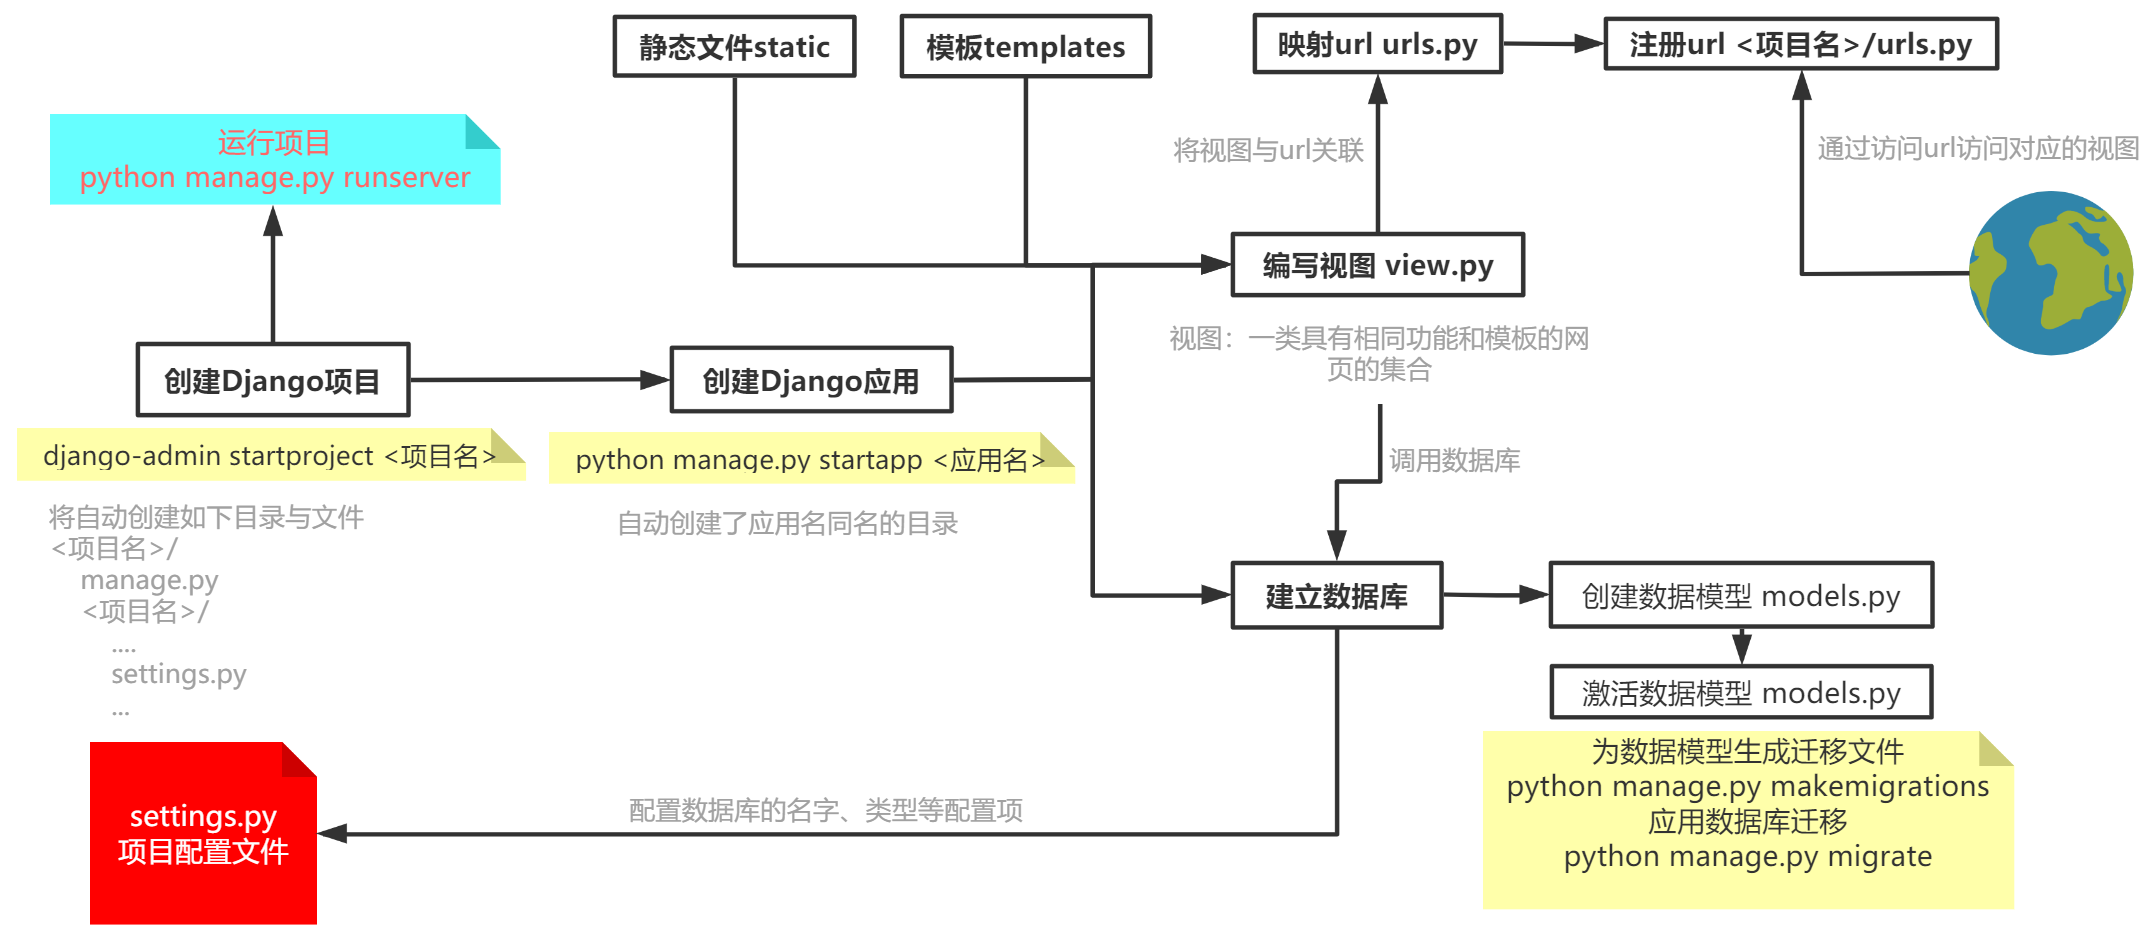 静态文件static
模板templates
映射url urls.py
注册url <项目名>/urls.py
运行项目
python manage.py runserver
将视图与url关联
通过访问url访问对应的视图
编写视图 view.py
视图：一类具有相同功能和模板的网
页的集合
创建Django项目
创建Django应用
django-admin startproject <项目名>
python manage.py startapp <应用名>
调用数据库
将自动创建如下目录与文件
<项目名>/
manage.py
<项目名>/
....
settings.py
...
自动创建了应用名同名的目录
建立数据库
创建数据模型 models.py
激活数据模型 models.py
为数据模型生成迁移文件
python manage.py makemigrations
应用数据库迁移
python manage.py migrate
配置数据库的名字、类型等配置项
settings.py
项目配置文件